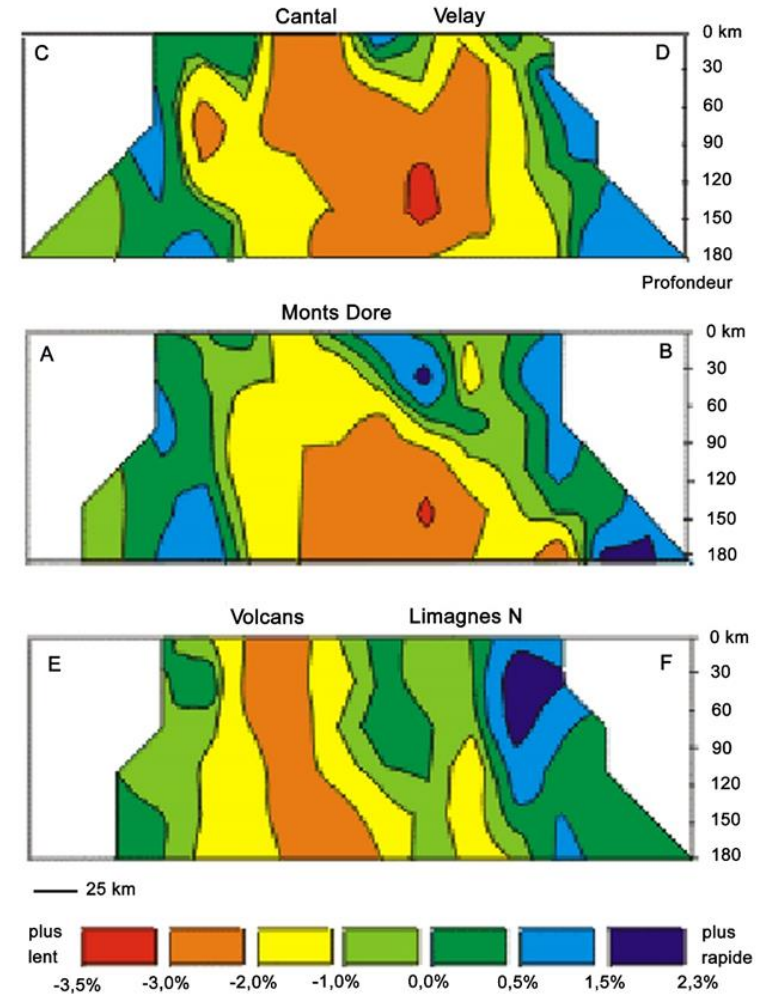 Cantal Velay
C D 0 km
30
60
90
120
150
180
Profondeur
Monts Dore
A B 0 km
30
60
90
120
150
180
Volcans Limagnes N
E F 0 km
30
60
90
120
150
180
25 km
plus lent
plus rapide
-3,5% -3,0% -2,0% -1,0% 0,0% 0,5% 1,5% 2,3%